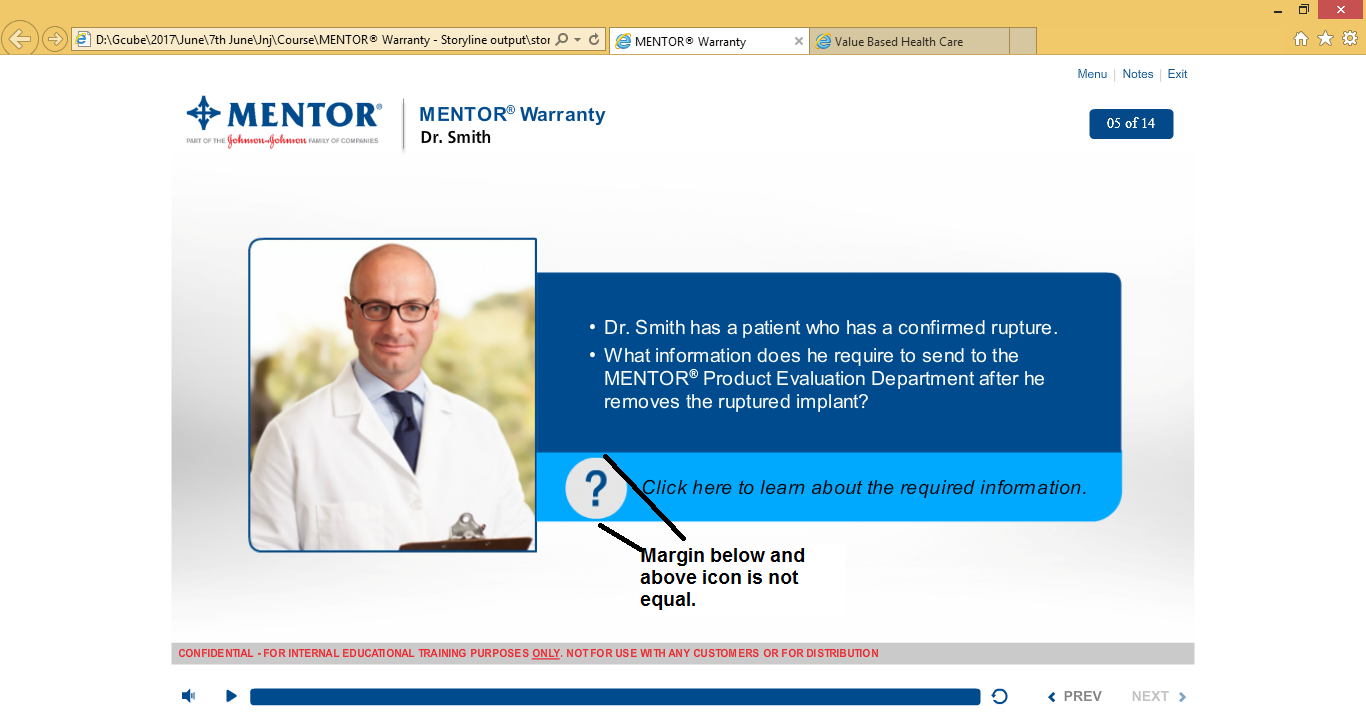 D:\Gcube\2017\June\7th June\Jnj\Course\MENTOR® Warranty - Storyline output\stor
MENTOR® Warranty
Value Based Health Care
Menu | Notes | Exit
MENTOR®
PART OF THE Johnson & Johnson FAMILY OF COMPANIES
MENTOR® Warranty
Dr. Smith
05 of 14
• Dr. Smith has a patient who has a confirmed rupture.
• What information does he require to send to the
MENTOR® Product Evaluation Department after he
removes the ruptured implant?
?
Click here to learn about the required information.
Margin below and
above icon is not
equal.
CONFIDENTIAL - FOR INTERNAL EDUCATIONAL TRAINING PURPOSES ONLY. NOT FOR USE WITH ANY CUSTOMERS OR FOR DISTRIBUTION
PREV
NEXT